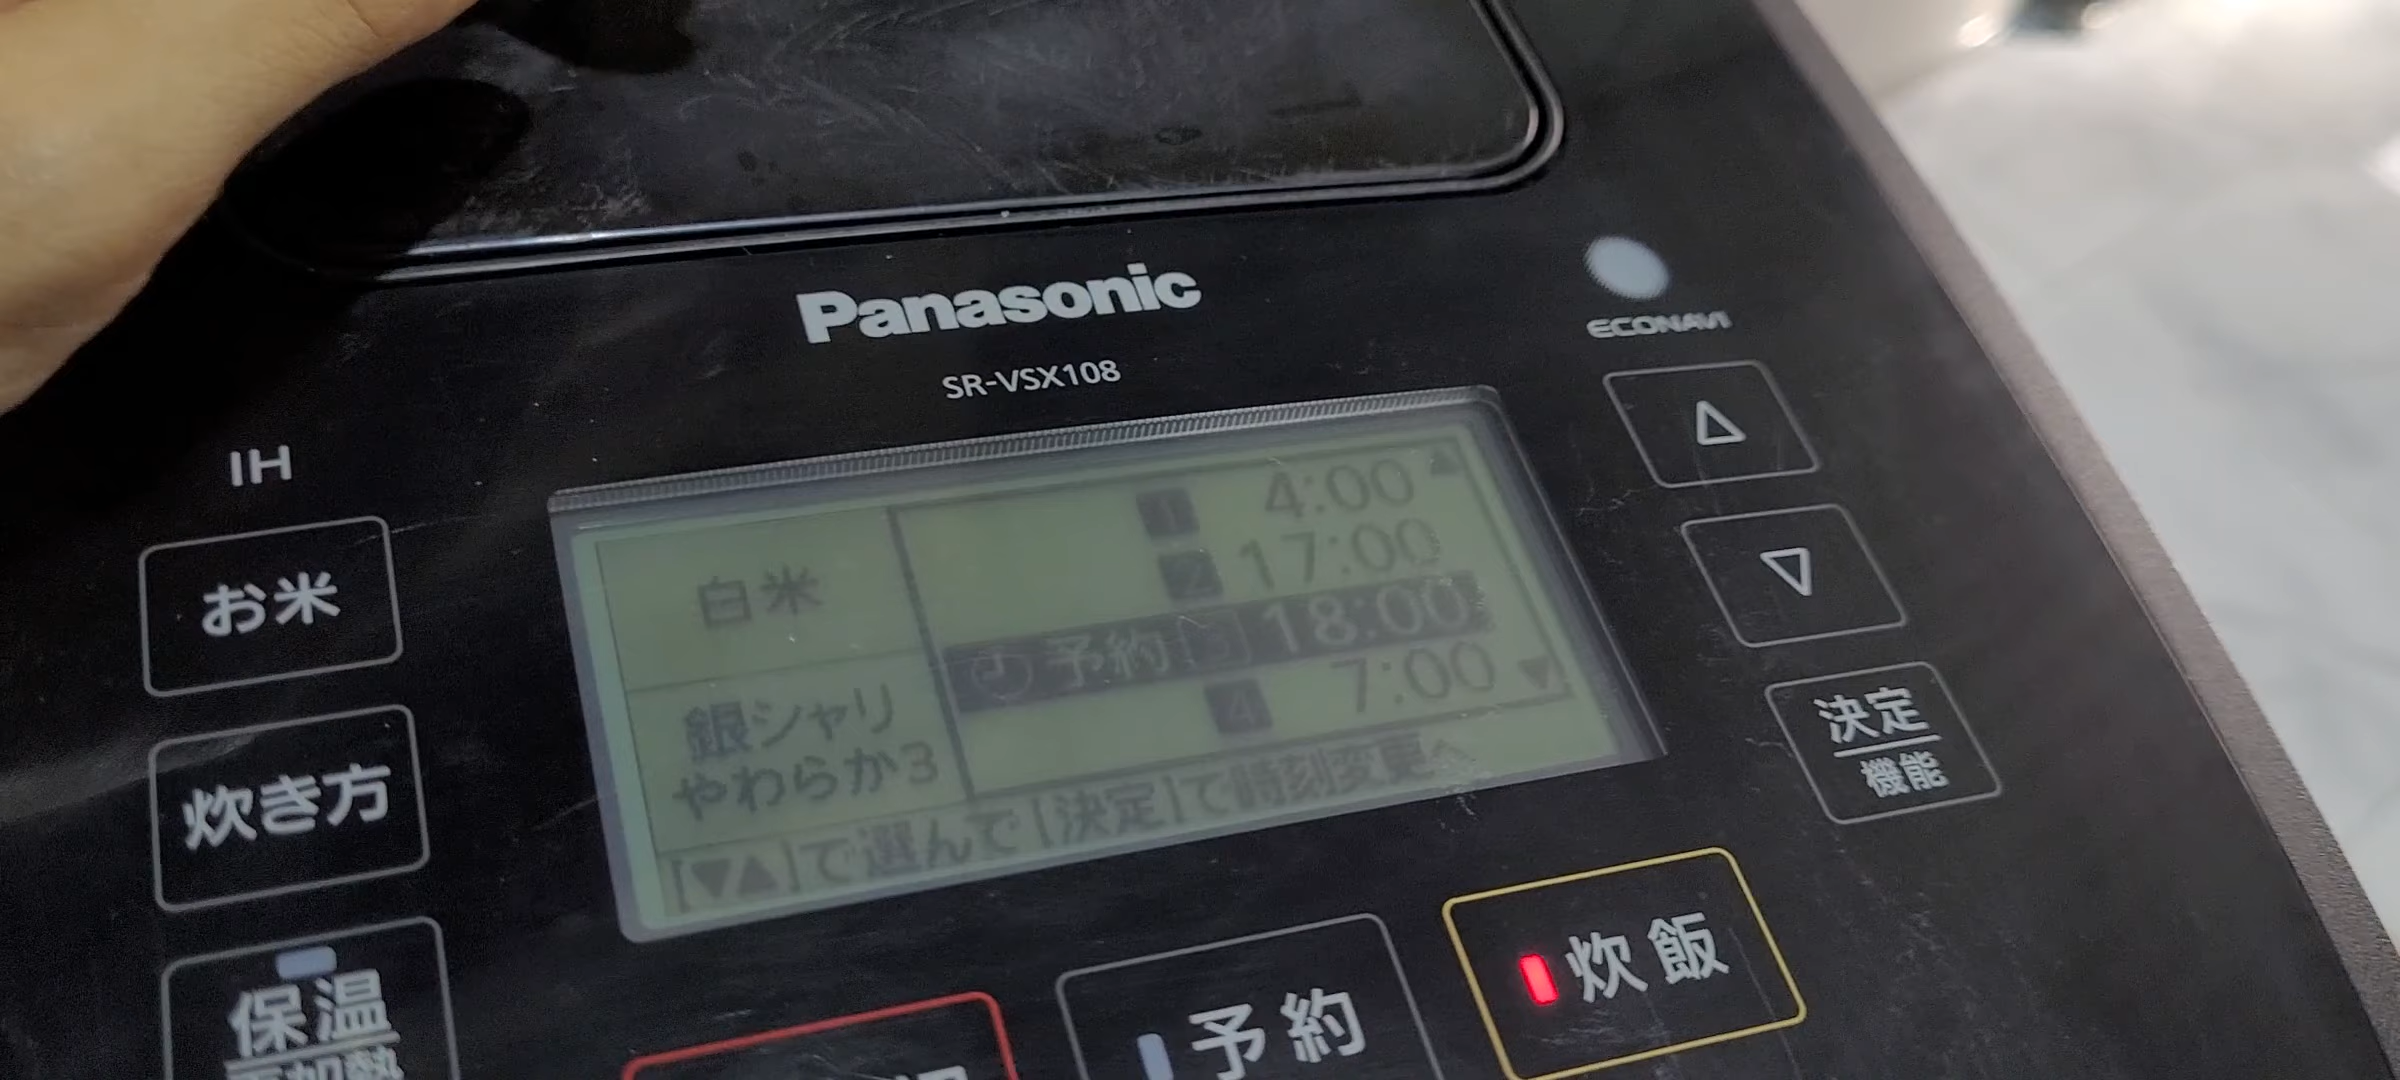 Panasonic
SR-VSX108
ECONAVI
IH
お米
炊き方
保温
再加熱
白米
銀シャリ
やわらか3
1 4:00
2 17:00
予約 3 18:00
4 7:00
[▼▲]で選んで[決定]で時刻変更へ
△
▽
決定
機能
予約
炊飯